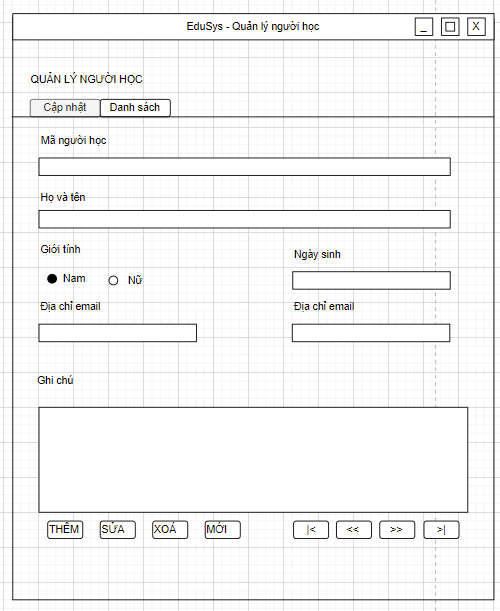 EduSys - Quản lý người học
_ X
QUẢN LÝ NGƯỜI HỌC
Cập nhật Danh sách
Mã người học
Họ và tên
Giới tính
Ngày sinh
Nam Nữ
Địa chỉ email Địa chỉ email
Ghi chú
THÊM SỬA XOÁ MỚI |< << >> >|